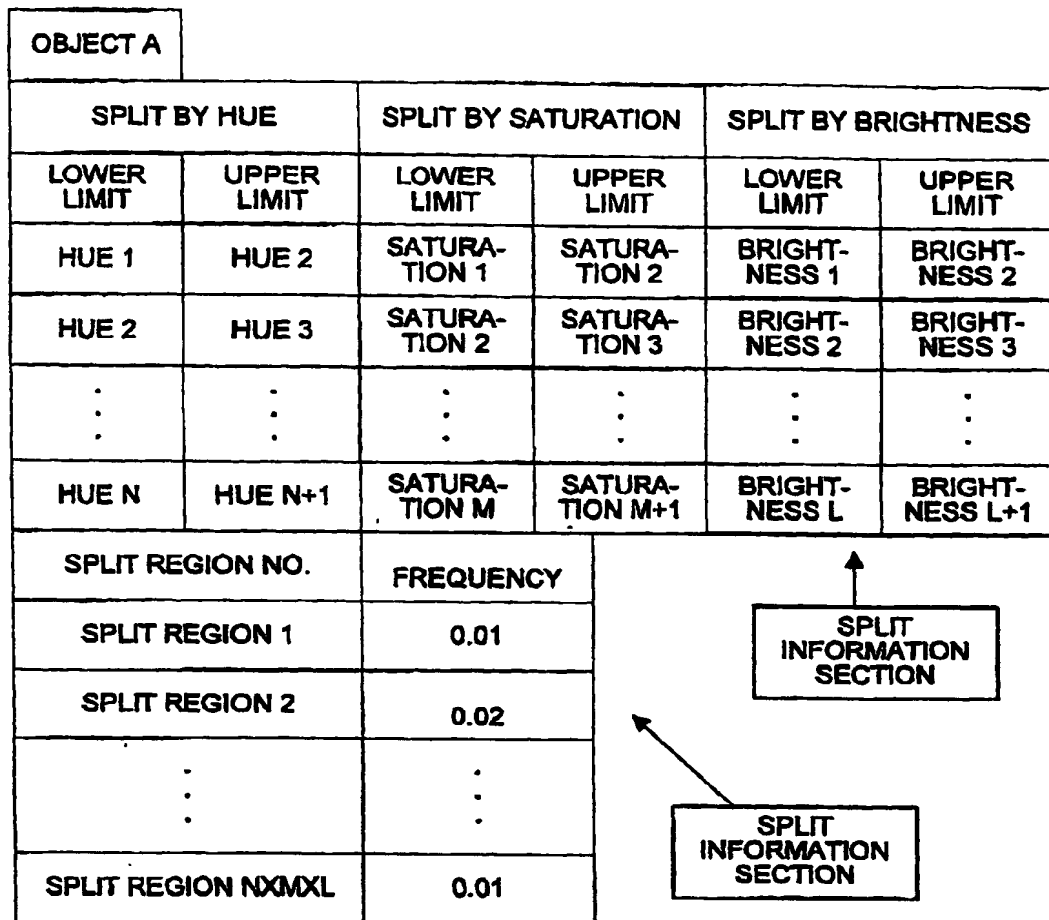 OBJECT A
SPLIT BY HUE SPLIT BY SATURATION SPLIT BY BRIGHTNESS
LOWER LIMIT UPPER LIMIT LOWER LIMIT UPPER LIMIT LOWER LIMIT UPPER LIMIT
HUE 1 HUE 2 SATURA-TION 1 SATURA-TION 2 BRIGHT-NESS 1 BRIGHT-NESS 2
HUE 2 HUE 3 SATURA-TION 2 SATURA-TION 3 BRIGHT-NESS 2 BRIGHT-NESS 3
HUE N HUE N+1 SATURA-TION M SATURA-TION M+1 BRIGHT-NESS L BRIGHT-NESS L+1
SPLIT REGION NO. FREQUENCY
SPLIT REGION 1 0.01
SPLIT REGION 2 0.02
SPLIT REGION NXMXL 0.01
SPLIT
INFORMATION
SECTION
SPLIT
INFORMATION
SECTION